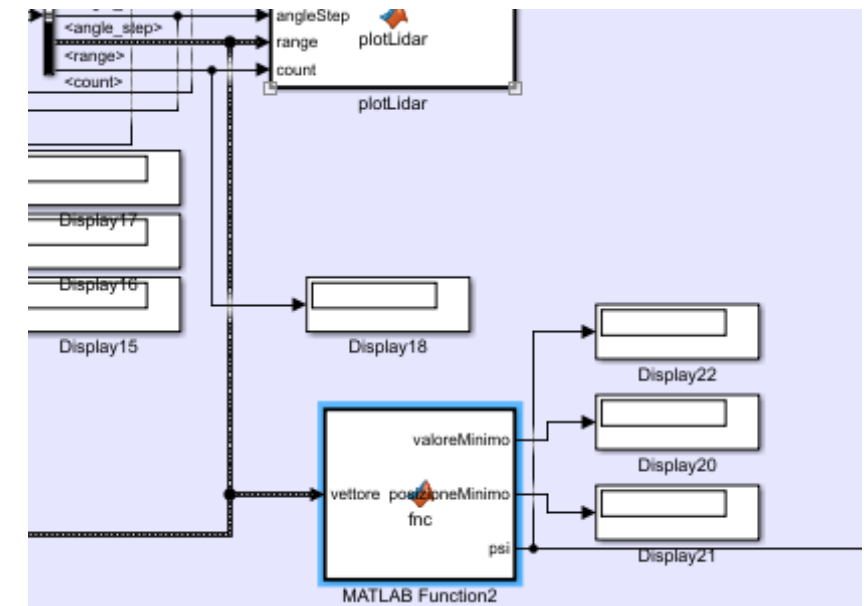 angleStep
<angle_step>
range
plotLidar
<range>
count
<count>
plotLidar
Display17
Display16
Display15
Display18
Display22
valoreMinimo
Display20
vettore posizioneMinimo
fnc
psi
Display21
MATLAB Function2